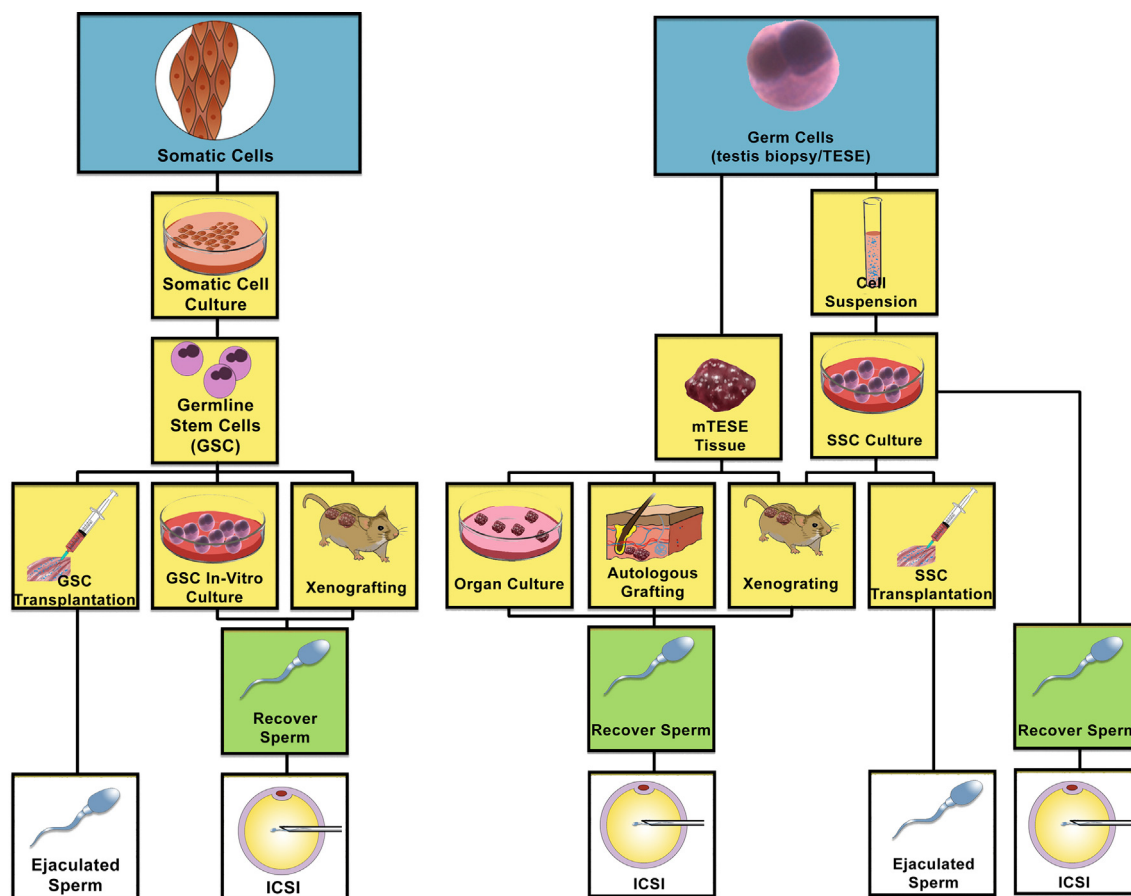 Somatic Cells
Germ Cells
(testis biopsy/TESE)
Somatic Cell
Culture
Cell
Suspension
Germline
Stem Cells
(GSC)
mTESE
Tissue
SSC Culture
GSC
Transplantation
GSC In-Vitro
Culture
Xenografting
Organ Culture
Autologous
Grafting
Xenograting
SSC
Transplantation
Recover
Sperm
Recover Sperm
Recover Sperm
Ejaculated
Sperm
ICSI
ICSI
Ejaculated
Sperm
ICSI